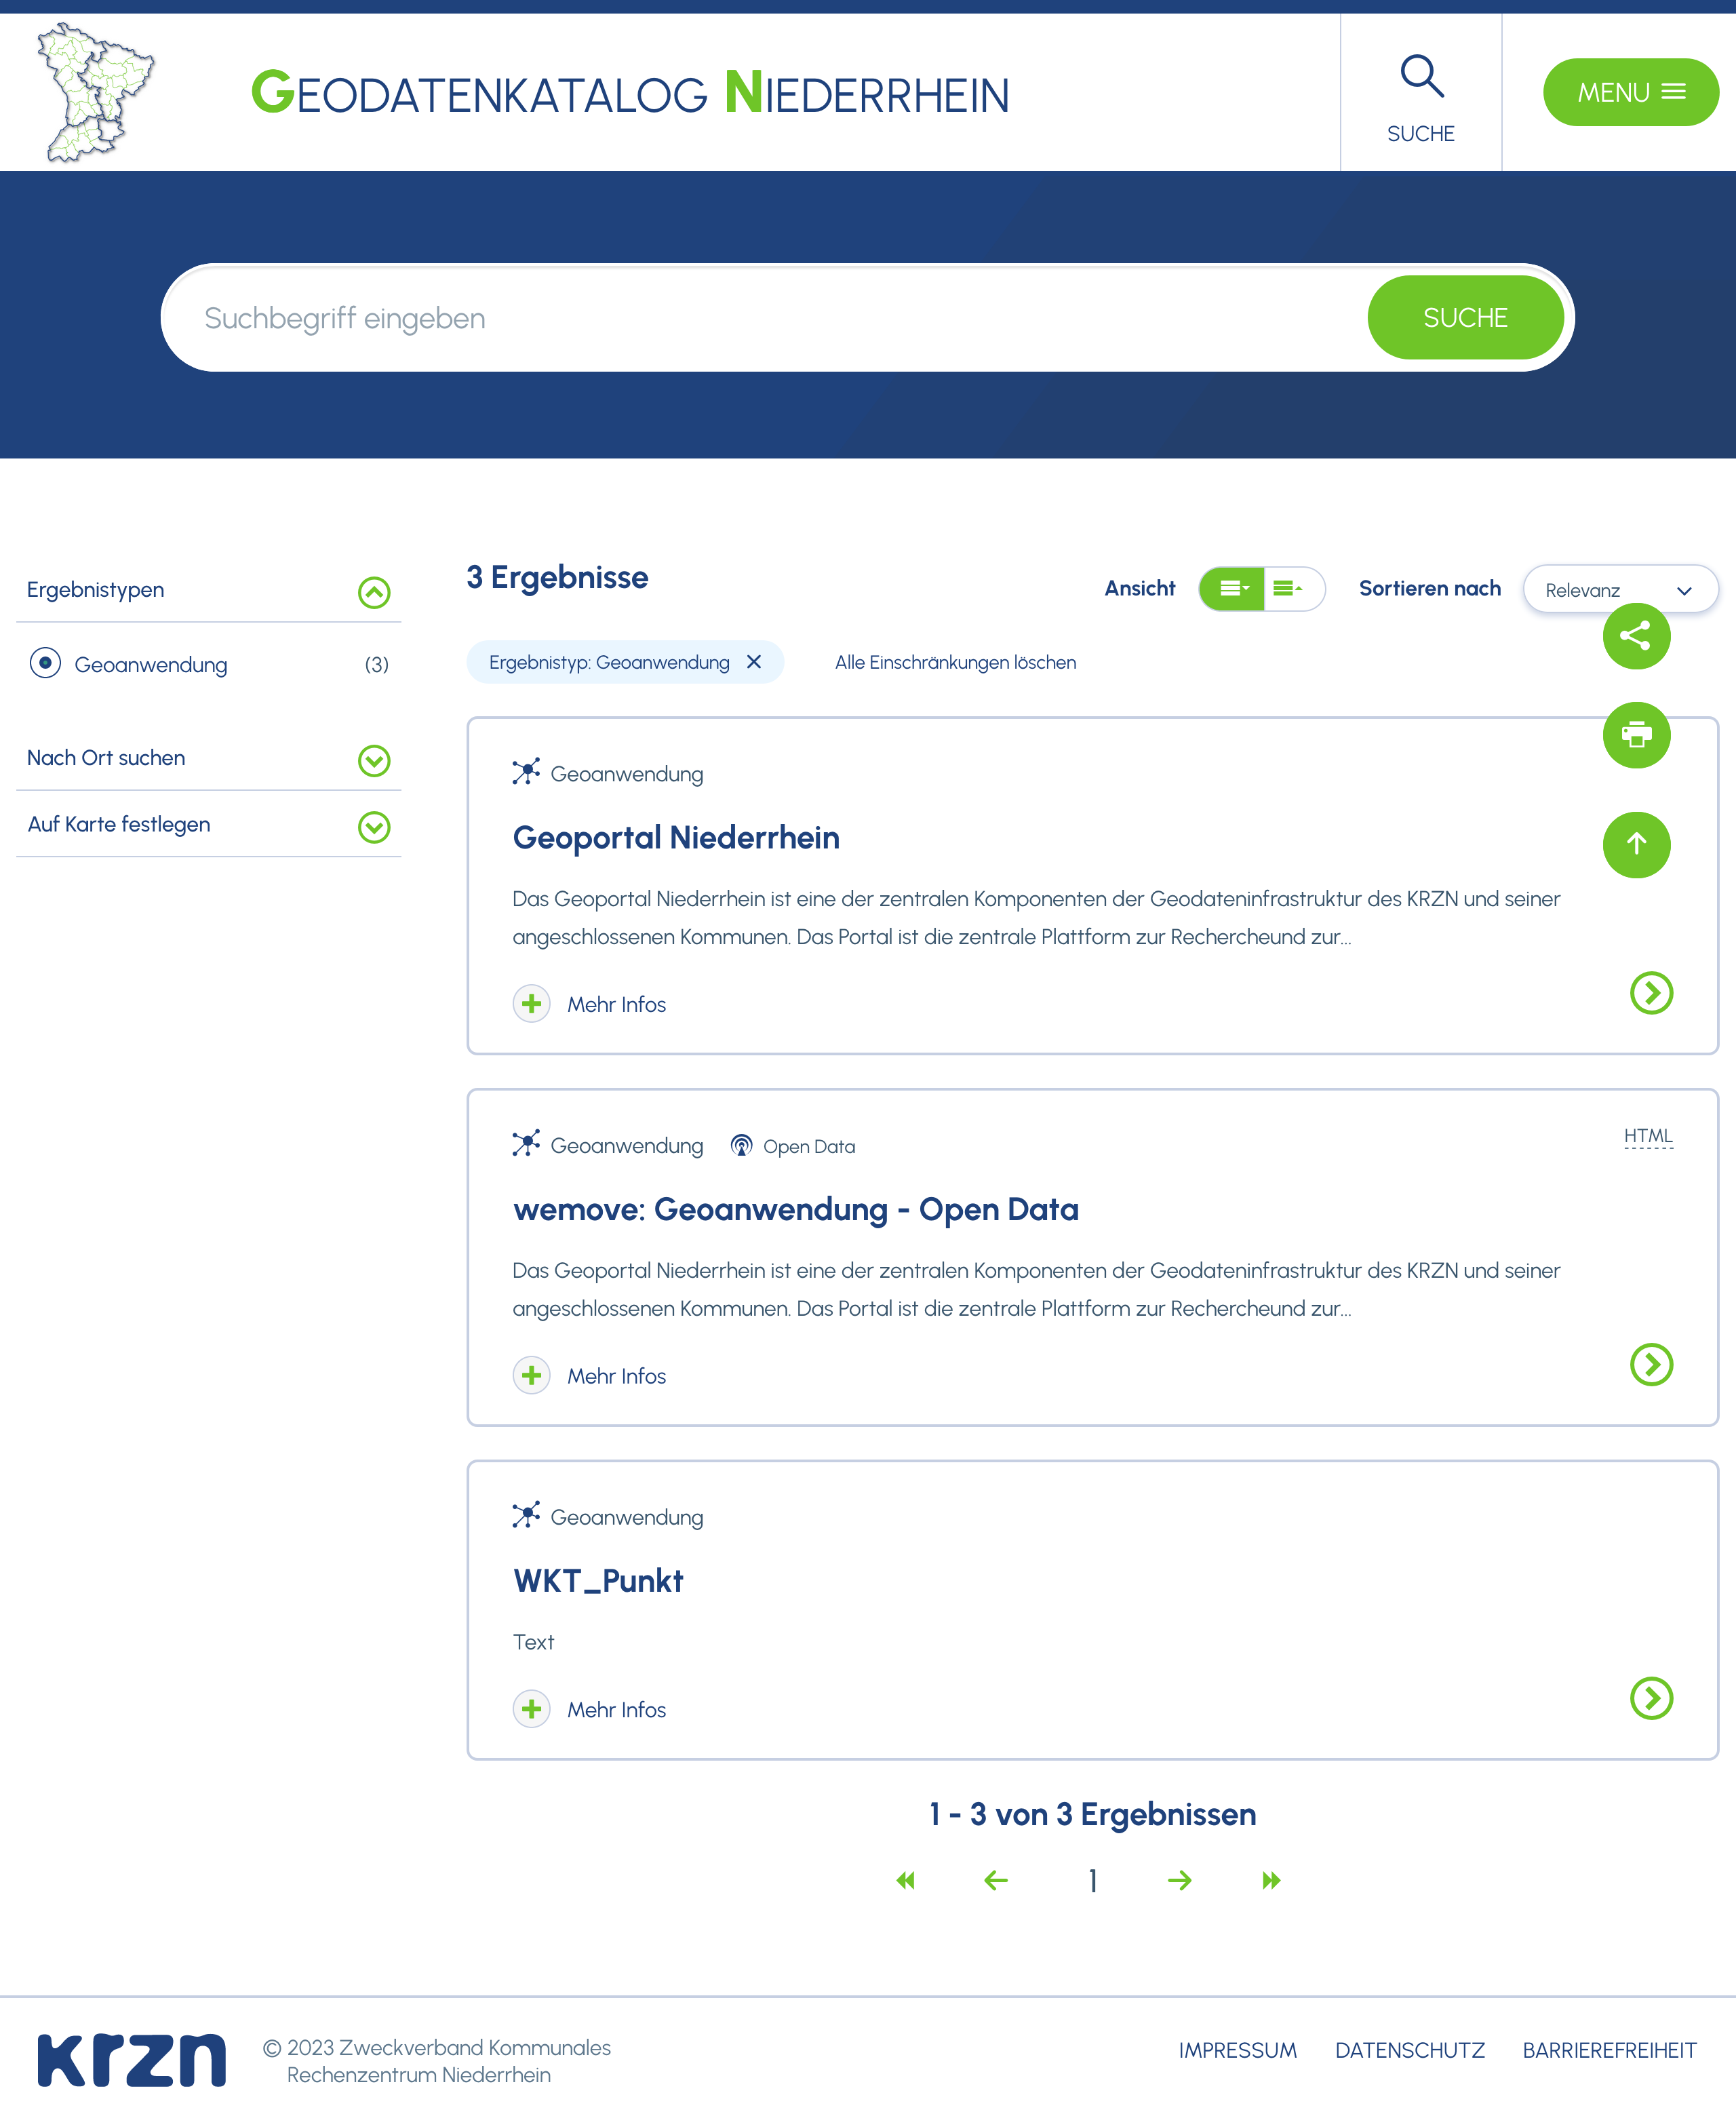 GEODATENKATALOG NIEDERRHEIN
SUCHE
MENU
Suchbegriff eingeben
SUCHE
Ergebnistypen
Geoanwendung (3)
Nach Ort suchen
Auf Karte festlegen
3 Ergebnisse
Ansicht
Sortieren nach
Relevanz
Ergebnistyp: Geoanwendung
Alle Einschränkungen löschen
Geoanwendung
Geoportal Niederrhein
Das Geoportal Niederrhein ist eine der zentralen Komponenten der Geodateninfrastruktur des KRZN und seiner
angeschlossenen Kommunen. Das Portal ist die zentrale Plattform zur Rechercheund zur...
Mehr Infos
Geoanwendung
Open Data
HTML
wemove: Geoanwendung - Open Data
Das Geoportal Niederrhein ist eine der zentralen Komponenten der Geodateninfrastruktur des KRZN und seiner
angeschlossenen Kommunen. Das Portal ist die zentrale Plattform zur Rechercheund zur...
Mehr Infos
Geoanwendung
WKT_Punkt
Text
Mehr Infos
1 - 3 von 3 Ergebnissen
1
krzn
© 2023 Zweckverband Kommunales
Rechenzentrum Niederrhein
IMPRESSUM
DATENSCHUTZ
BARRIEREFREIHEIT